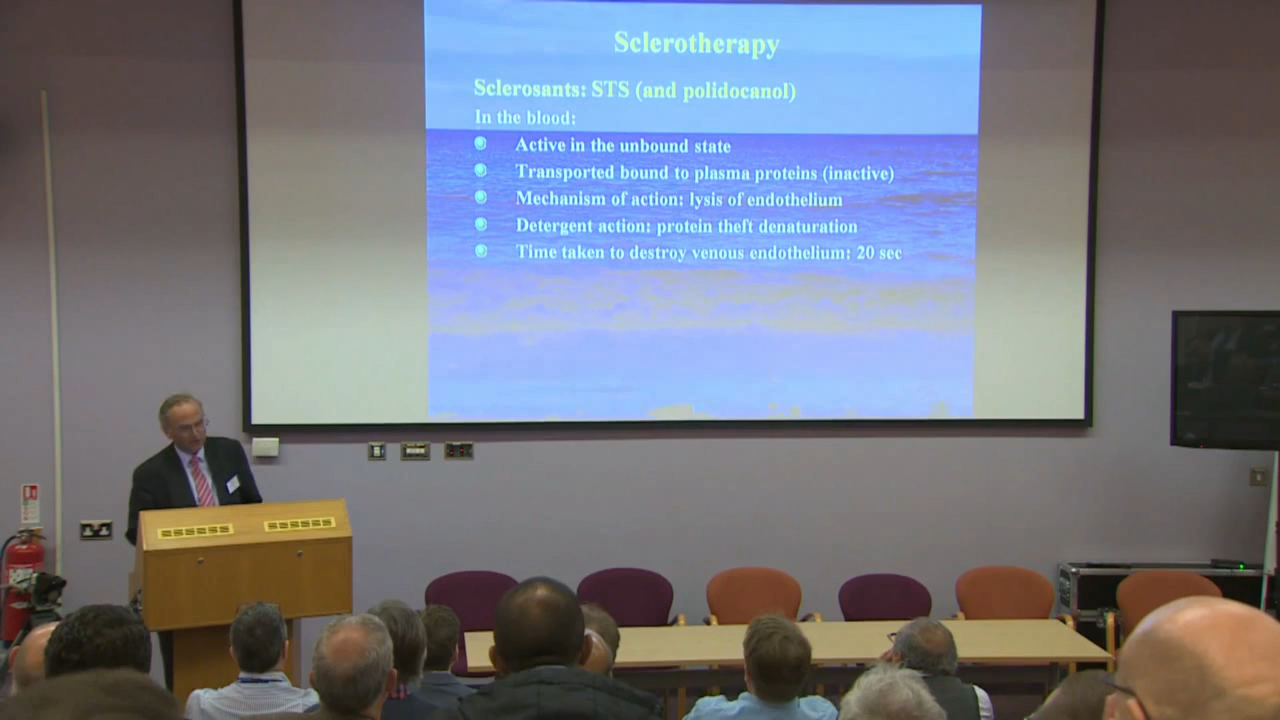 Sclerotherapy
Sclerosants: STS (and polidocanol)
In the blood:
Active in the unbound state
Transported bound to plasma proteins (inactive)
Mechanism of action: lysis of endothelium
Detergent action: protein theft denaturation
Time taken to destroy venous endothelium: 20 sec